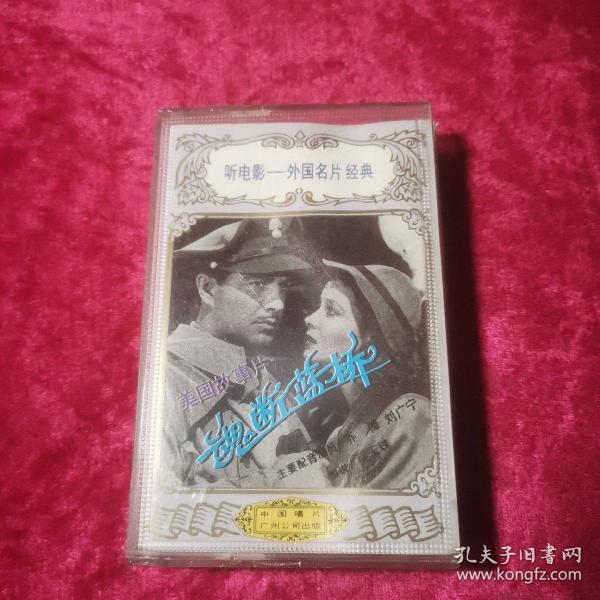 听电影—外国名片经典
美国故事片
魂断蓝桥
主要配音演员 乔榛 刘广宁
中国唱片
广州公司出版
孔夫子旧书网
www.kongfz.com